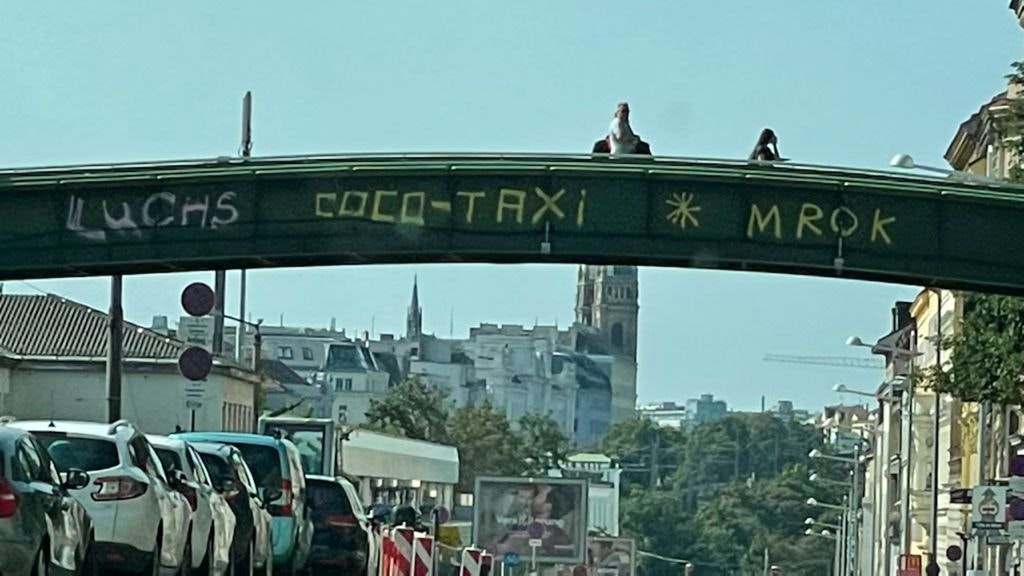 LUCHS COCO-TAXi * MROK